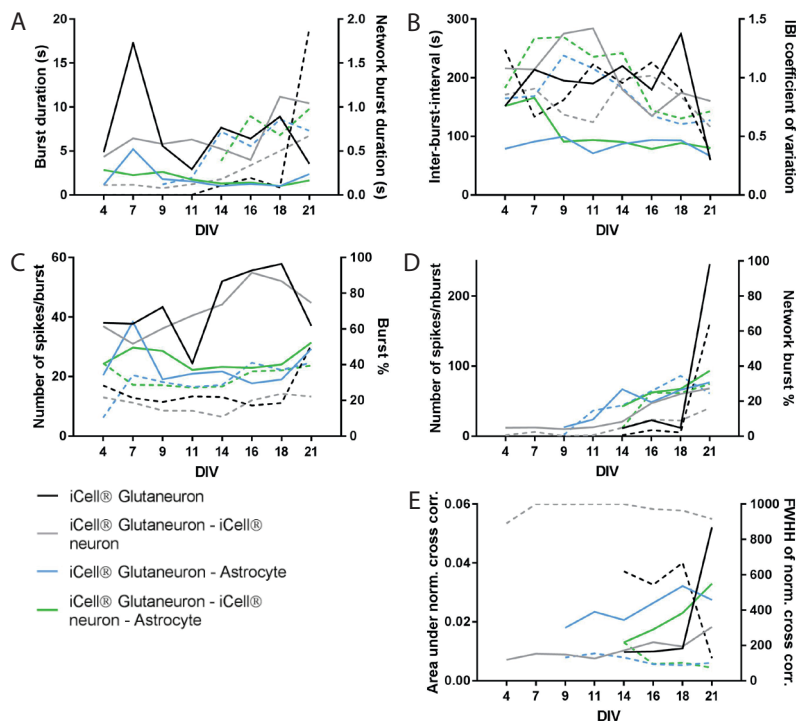 A
B
Burst duration (s)
20
15
10
5
0
2.0
1.5
1.0
0.5
0.0
Network burst duration (s)
4 7 9 11 14 16 18 21
DIV
Inter-burst-interval (s)
300
200
100
0
1.5
1.0
0.5
0.0
IBI coefficient of variation
4 7 9 11 14 16 18 21
DIV
C
D
Number of spikes/burst
60
40
20
0
100
80
60
40
20
0
Burst %
4 7 9 11 14 16 18 21
DIV
Number of spikes/nburst
200
100
0
100
80
60
40
20
0
Network burst %
4 7 9 11 14 16 18 21
DIV
iCell® Glutaneuron
iCell® Glutaneuron - iCell®
neuron
iCell® Glutaneuron - Astrocyte
iCell® Glutaneuron - iCell®
neuron - Astrocyte
E
Area under norm. cross corr.
0.06
0.04
0.02
0.00
1000
800
600
400
200
0
FWHH of norm. cross corr.
4 7 9 11 14 16 18 21
DIV